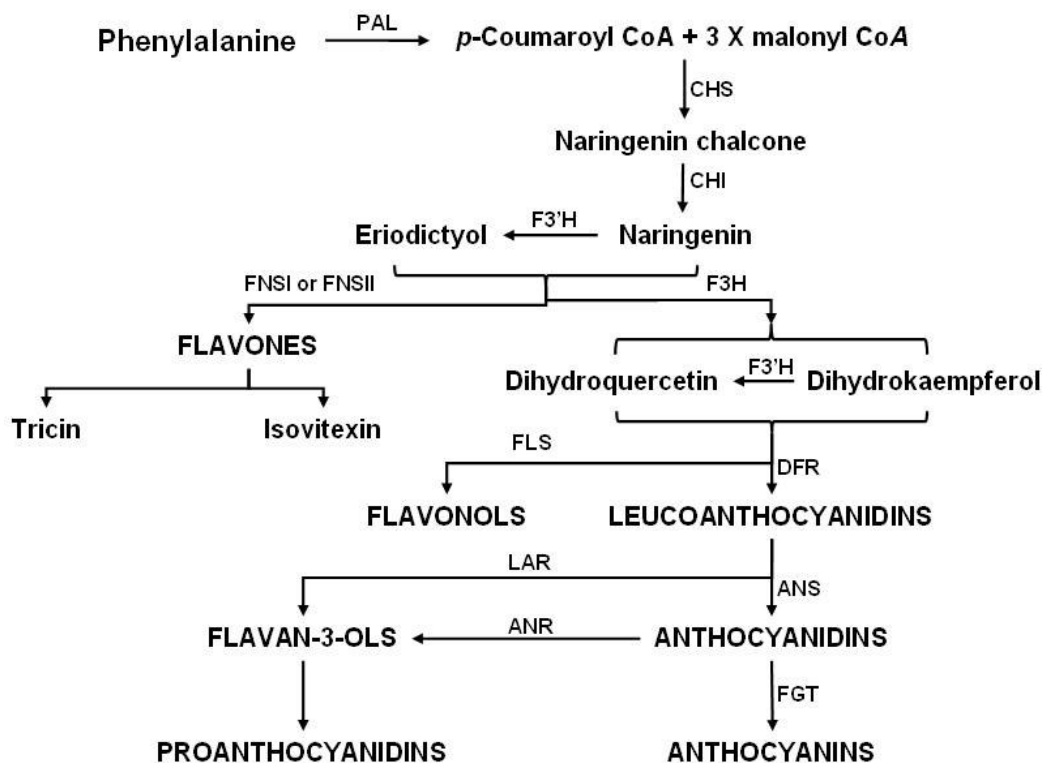 Phenylalanine PAL p-Coumaroyl CoA + 3 X malonyl CoA
CHS
Naringenin chalcone
CHI
Eriodictyol F3'H Naringenin
FNSI or FNSII F3H
FLAVONES
Dihydroquercetin F3'H Dihydrokaempferol
Tricin Isovitexin
FLS
DFR
FLAVONOLS LEUCOANTHOCYANIDINS
LAR
ANS
FLAVAN-3-OLS ANR ANTHOCYANIDINS
FGT
PROANTHOCYANIDINS ANTHOCYANINS